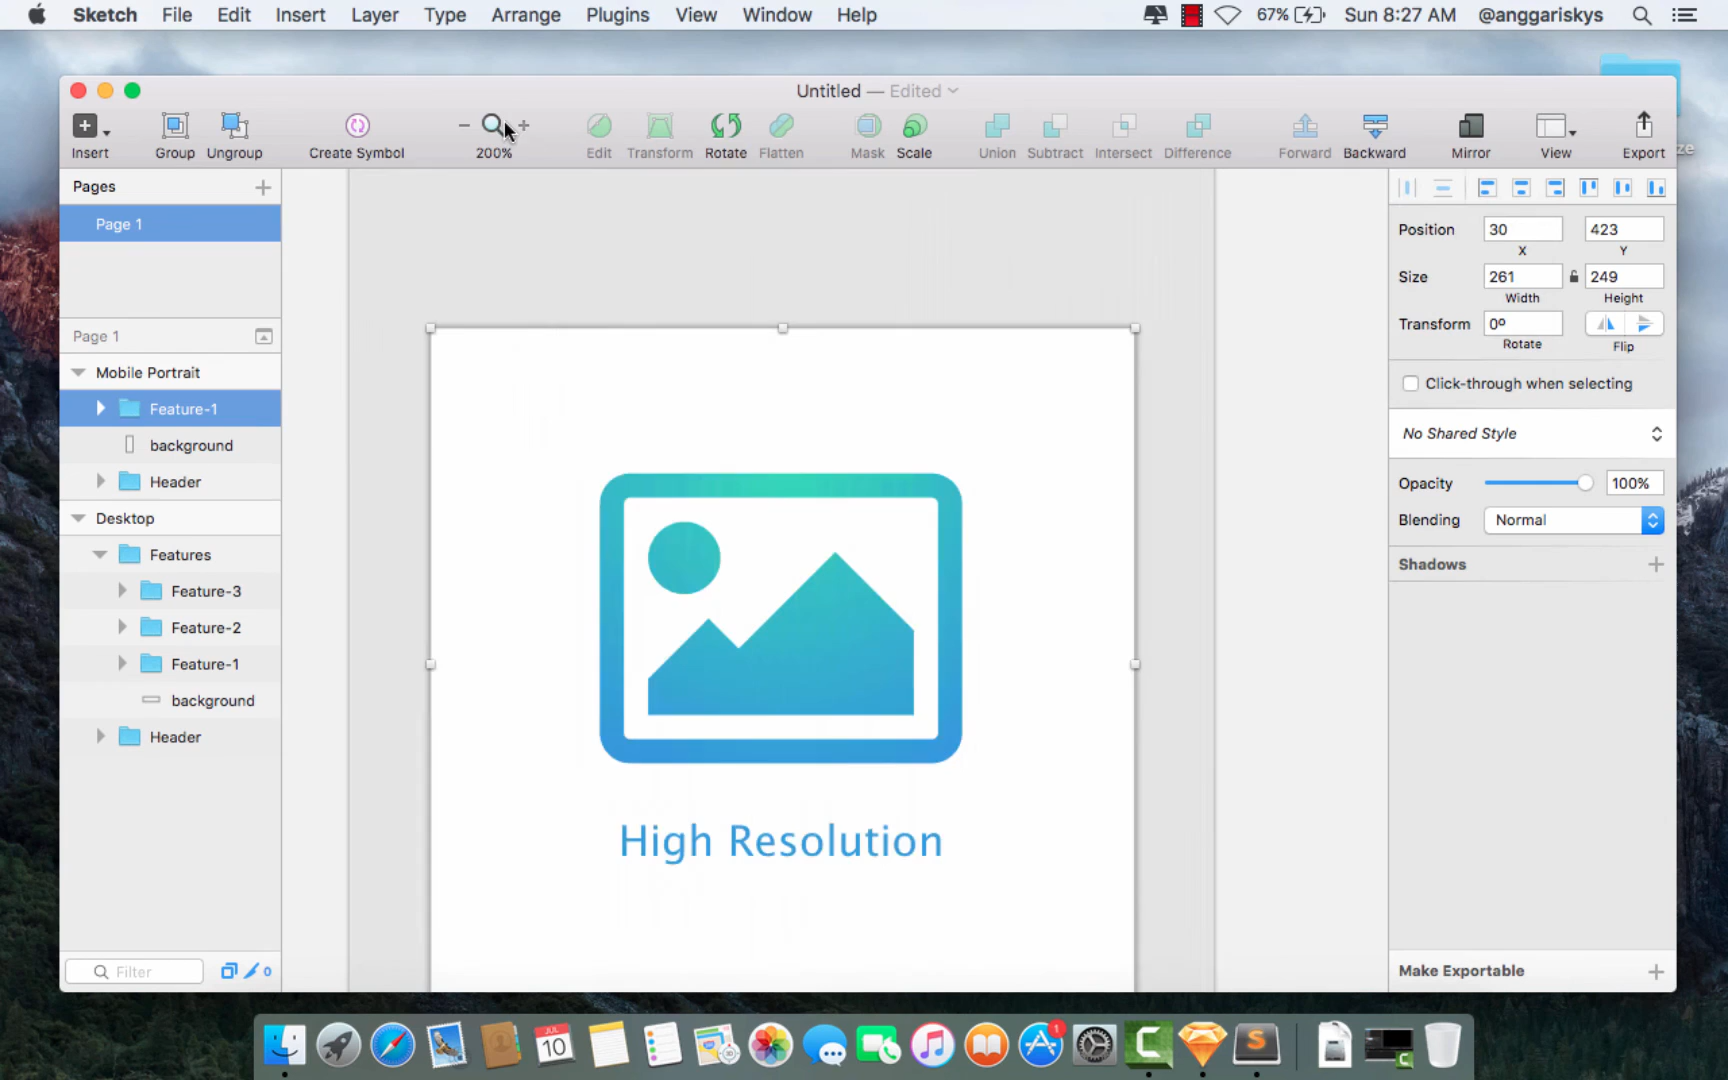 Sketch File Edit Insert Layer Type Arrange Plugins View Window Help 67% Sun 8:27 AM @anggariskys
Untitled — Edited
Insert Group Ungroup Create Symbol 200% Edit Transform Rotate Flatten Mask Scale Union Subtract Intersect Difference Forward Backward Mirror View Export
Pages
Page 1
Page 1
Mobile Portrait
Feature-1
background
Header
Desktop
Features
Feature-3
Feature-2
Feature-1
background
Header
Filter
0
High Resolution
Position 30 423
X Y
Size 261 249
Width Height
Transform 0º
Rotate Flip
Click-through when selecting
No Shared Style
Opacity 100%
Blending Normal
Shadows
Make Exportable
JUL
10
1